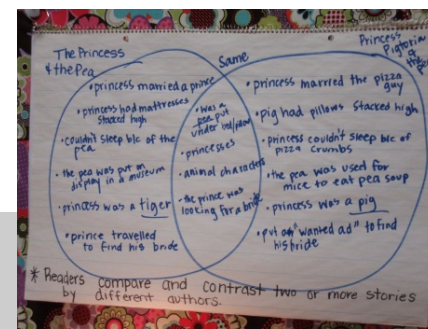 The Princess
& the Pea
• princess married a prince
• princess had mattresses
stacked high
• couldn't sleep b/c of the
pea
• the pea was put on
display in a museum
• princess was a tiger
• prince travelled
to find his bride
Same
• was a
pea put
under bed/
• princesses
• animal characters
• the prince was
looking for a bride
Princess
Pigtoria
& the
Pea
• princess married the pizza
guy
• pig had pillows stacked high
• princess couldn't sleep b/c of
pizza crumbs
• the pea was used for
mice to eat pea soup
• princess was a pig
• put an "wanted ad" to find
his bride
* Readers compare and contrast two or more stories
by different authors.